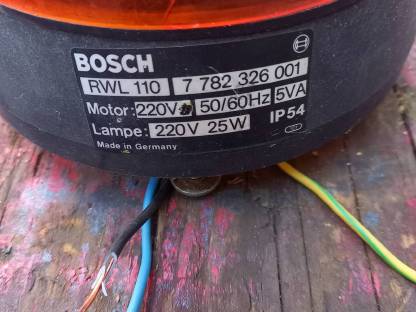 BOSCH
RWL 110 7 782 326 001
Motor: 220V 50/60Hz 5VA
Lampe: 220V 25W IP54
Made in Germany